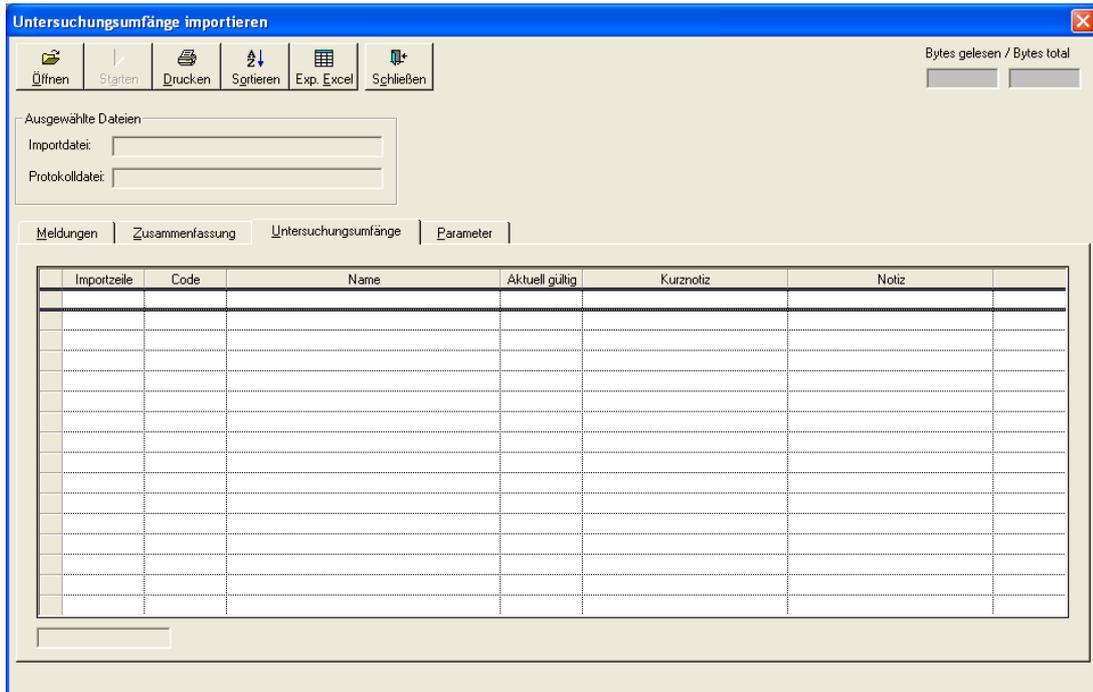 Untersuchungsumfänge importieren
Öffnen Starten Drucken Sortieren Exp. Excel Schließen
Bytes gelesen / Bytes total
Ausgewählte Dateien
Importdatei:
Protokolldatei:
Meldungen Zusammenfassung Untersuchungsumfänge Parameter
Importzeile Code Name Aktuell gültig Kurznotiz Notiz